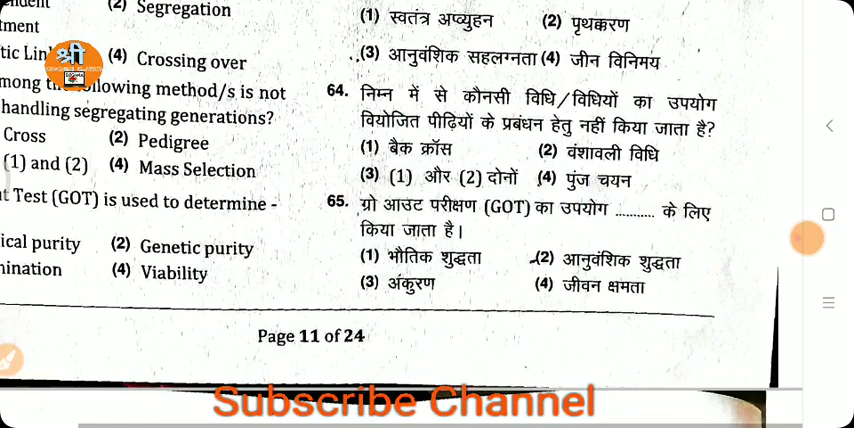 (2) Segregation
tment
(4) Crossing over
following method/s is not
handling segregating generations?
Cross (2) Pedigree
(1) and (2) (4) Mass Selection
Test (GOT) is used to determine -
ical purity (2) Genetic purity
(4) Viability
(1) स्वतंत्र अपव्यूहन (2) पृथक्करण
(3) आनुवंशिक सहलग्नता (4) जीन विनिमय
64. निम्न में से कौनसी विधि/विधियों का उपयोग
वियोजित पीढ़ियों के प्रबंधन हेतु नहीं किया जाता है?
(1) बैक क्रॉस (2) वंशावली विधि
(3) (1) और (2) दोनों (4) पुंज चयन
65. ग्रो आउट परीक्षण (GOT) का उपयोग ........... के लिए
किया जाता है।
(1) भौतिक शुद्धता (2) आनुवंशिक शुद्धता
(3) अंकुरण (4) जीवन क्षमता
Page 11 of 24
श्री
Subscribe Channel